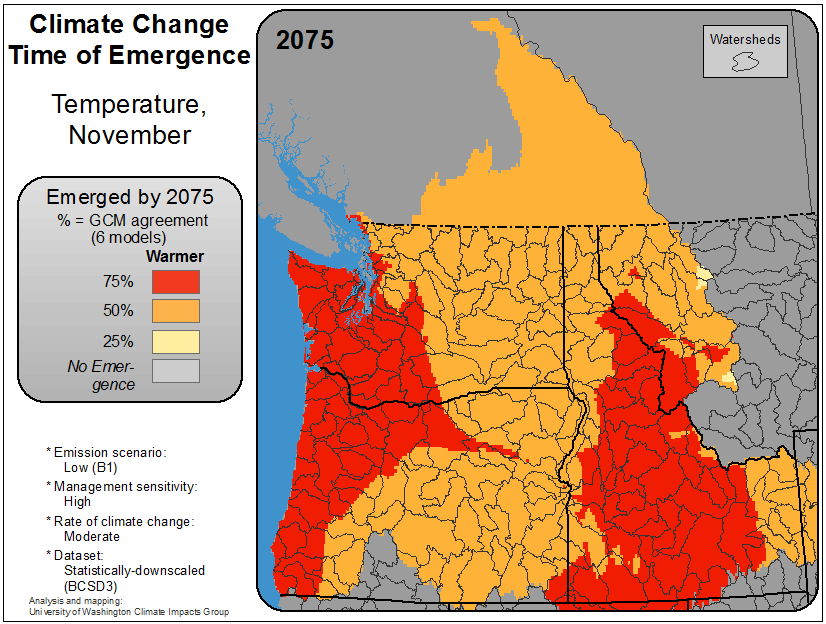 Climate Change
Time of Emergence
Temperature,
November
Emerged by 2075
% = GCM agreement
(6 models)
Warmer
75%
50%
25%
No Emer-
gence
* Emission scenario:
Low (B1)
* Management sensitivity:
High
* Rate of climate change:
Moderate
* Dataset:
Statistically-downscaled
(BCSD3)
Analysis and mapping:
University of Washington Climate Impacts Group
2075
Watersheds